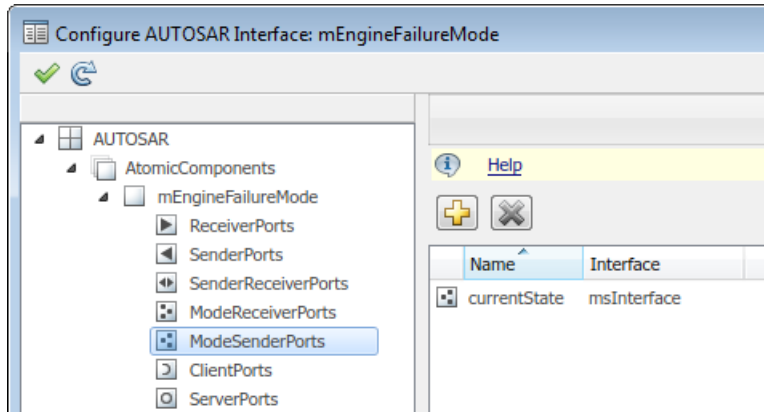 Configure AUTOSAR Interface: mEngineFailureMode
AUTOSAR
AtomicComponents
mEngineFailureMode
ReceiverPorts
SenderPorts
SenderReceiverPorts
ModeReceiverPorts
ModeSenderPorts
ClientPorts
ServerPorts
Help
Name Interface
currentState msInterface